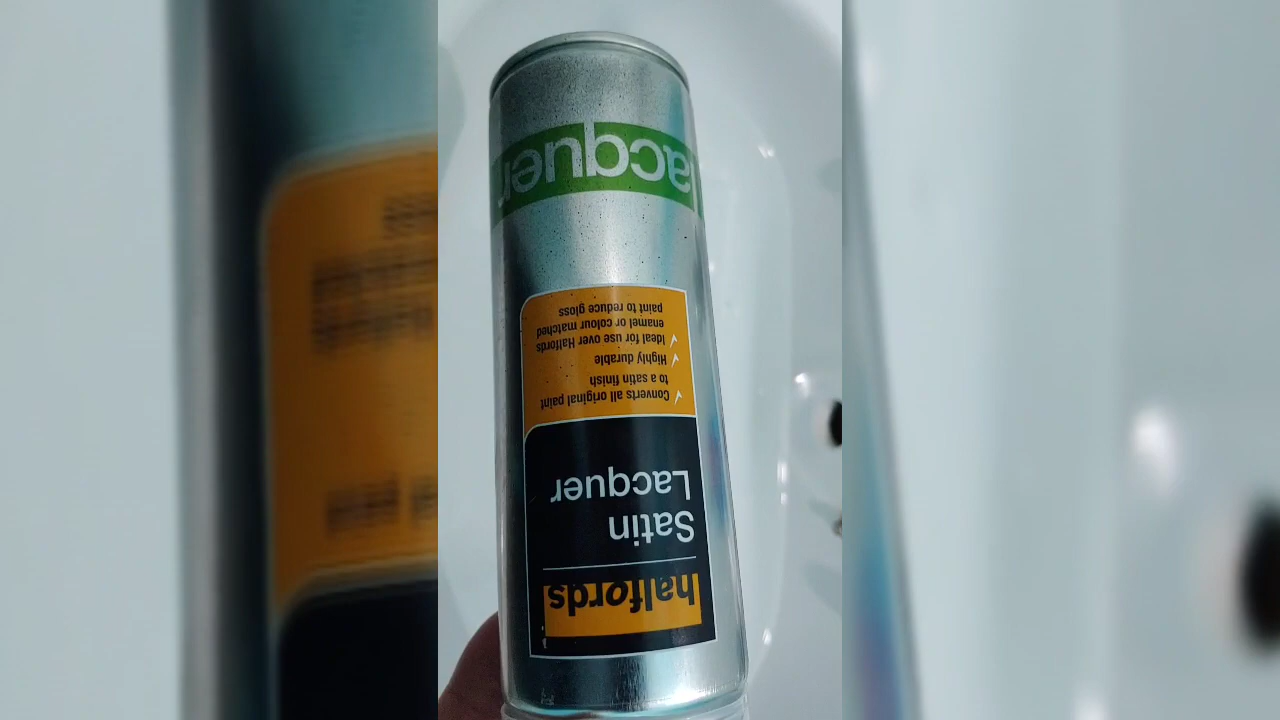 halfords
Satin
Lacquer
Converts all original paint
to a satin finish
Highly durable
Ideal for use over Halfords
enamel or colour matched
paint to reduce gloss
lacquer